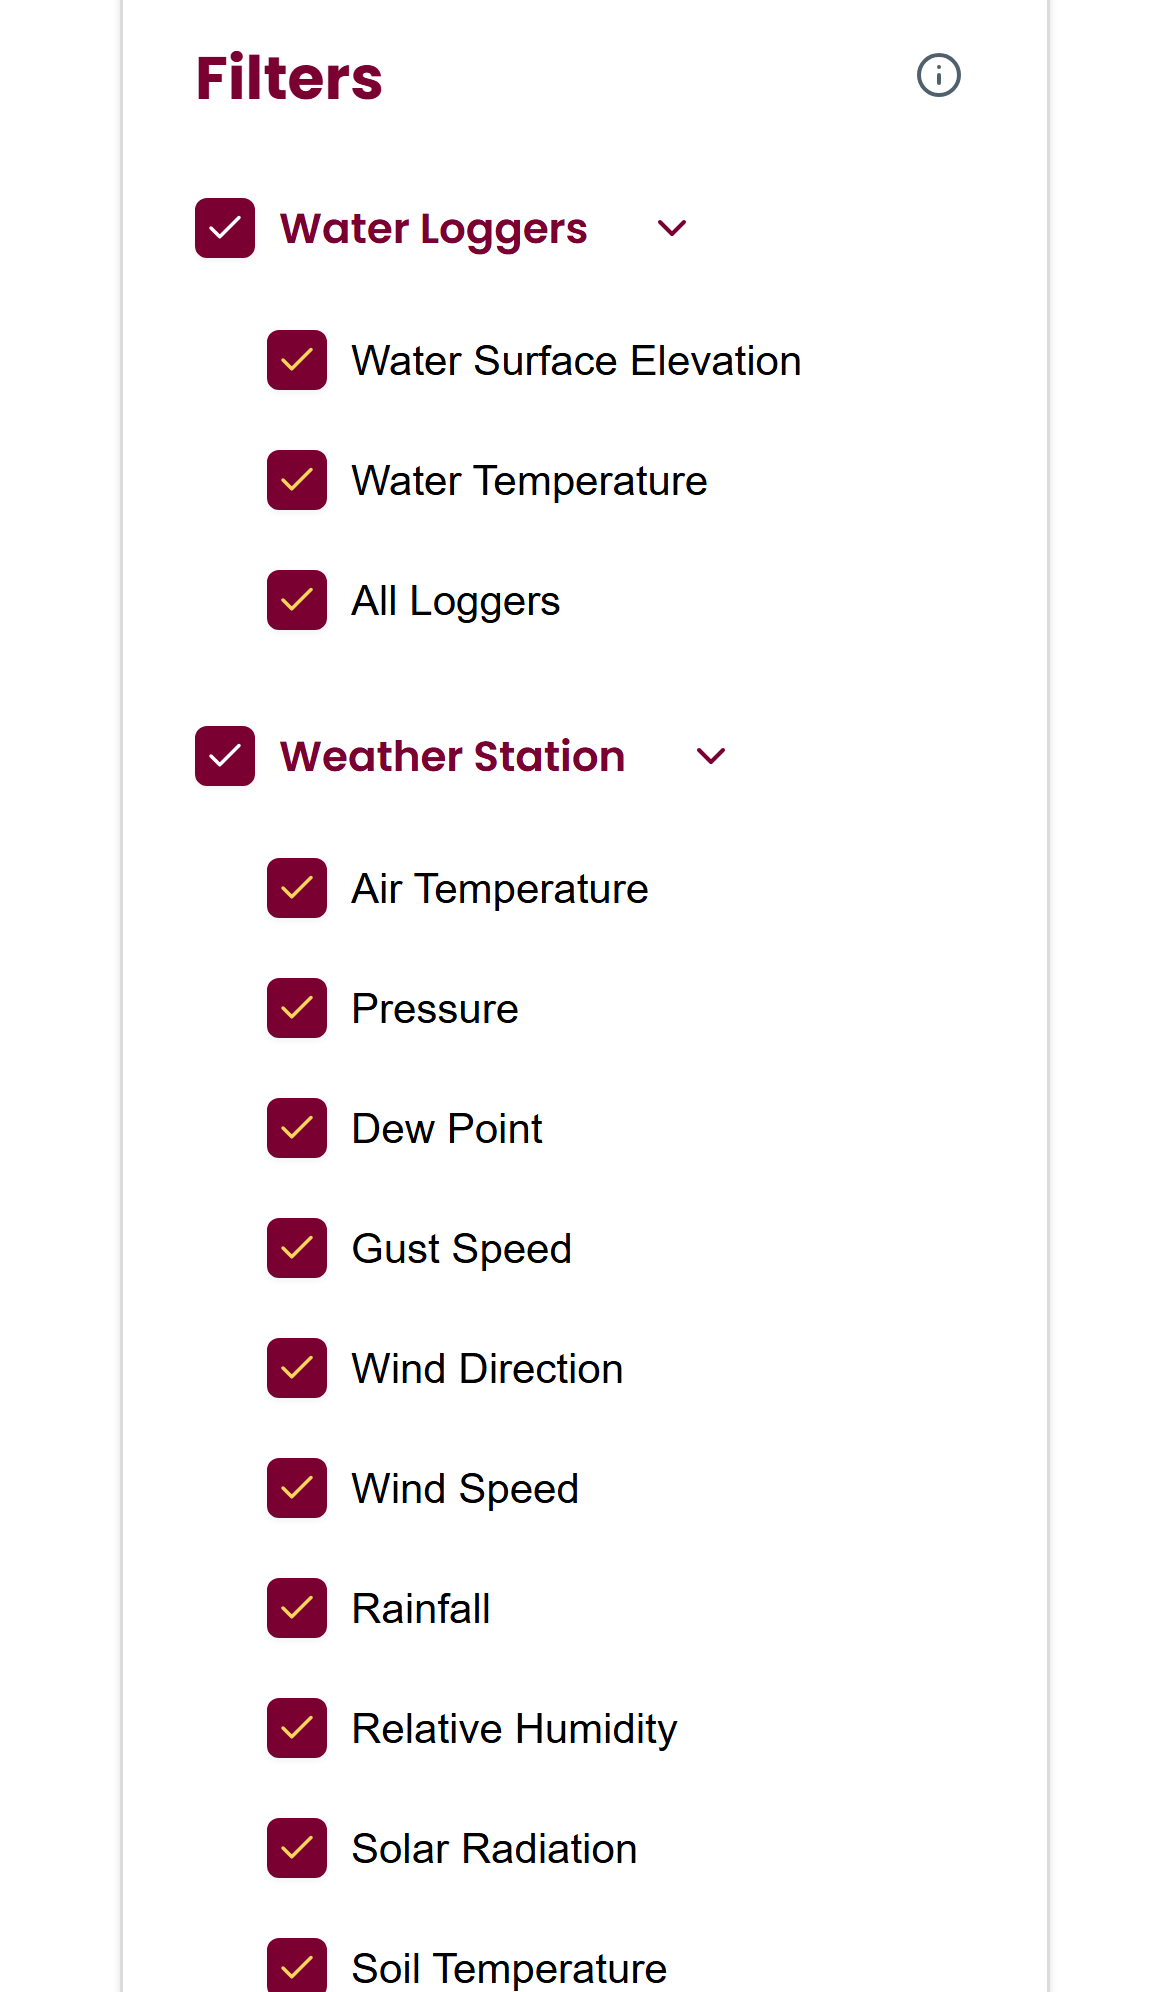 Filters
Water Loggers
Water Surface Elevation
Water Temperature
All Loggers
Weather Station
Air Temperature
Pressure
Dew Point
Gust Speed
Wind Direction
Wind Speed
Rainfall
Relative Humidity
Solar Radiation
Soil Temperature